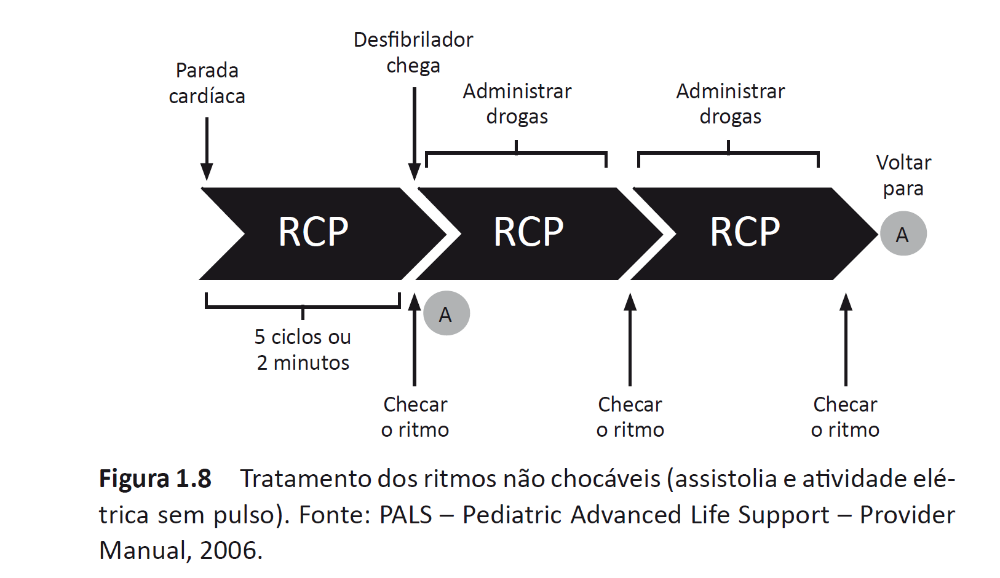 Parada
cardíaca
Desfibrilador
chega
Administrar
drogas
Administrar
drogas
Voltar
para
A
RCP
RCP
RCP
5 ciclos ou
2 minutos
A
Checar
o ritmo
Checar
o ritmo
Checar
o ritmo
Figura 1.8 Tratamento dos ritmos não chocáveis (assistolia e atividade elé-
trica sem pulso). Fonte: PALS – Pediatric Advanced Life Support – Provider
Manual, 2006.